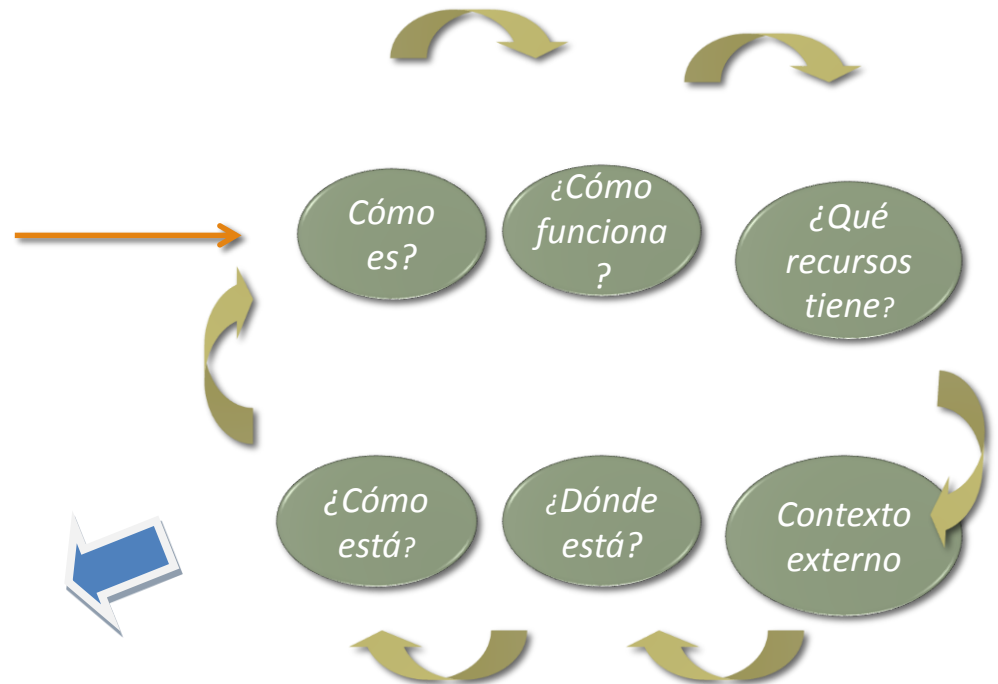 Cómo
es?
¿Cómo
funciona
?
¿Qué
recursos
tiene?
¿Cómo
está?
¿Dónde
está?
Contexto
externo